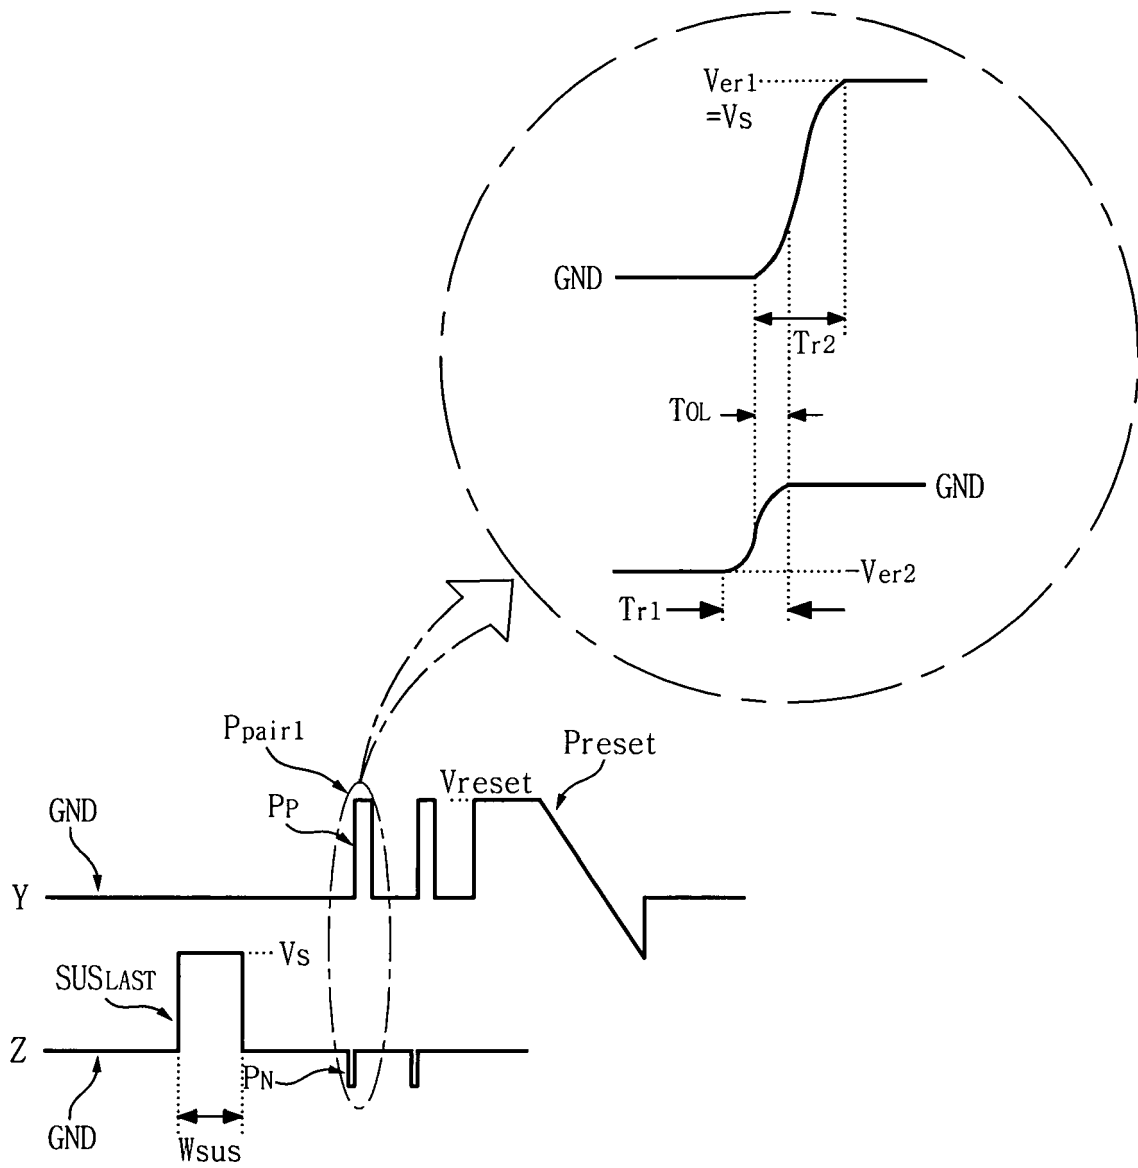 Ver1
=Vs
GND
Tr2
TOL
GND
-Ver2
Tr1
Ppair1
Preset
Vreset
GND
PP
Y
Vs
SUSLAST
Z
PN
GND
Wsus